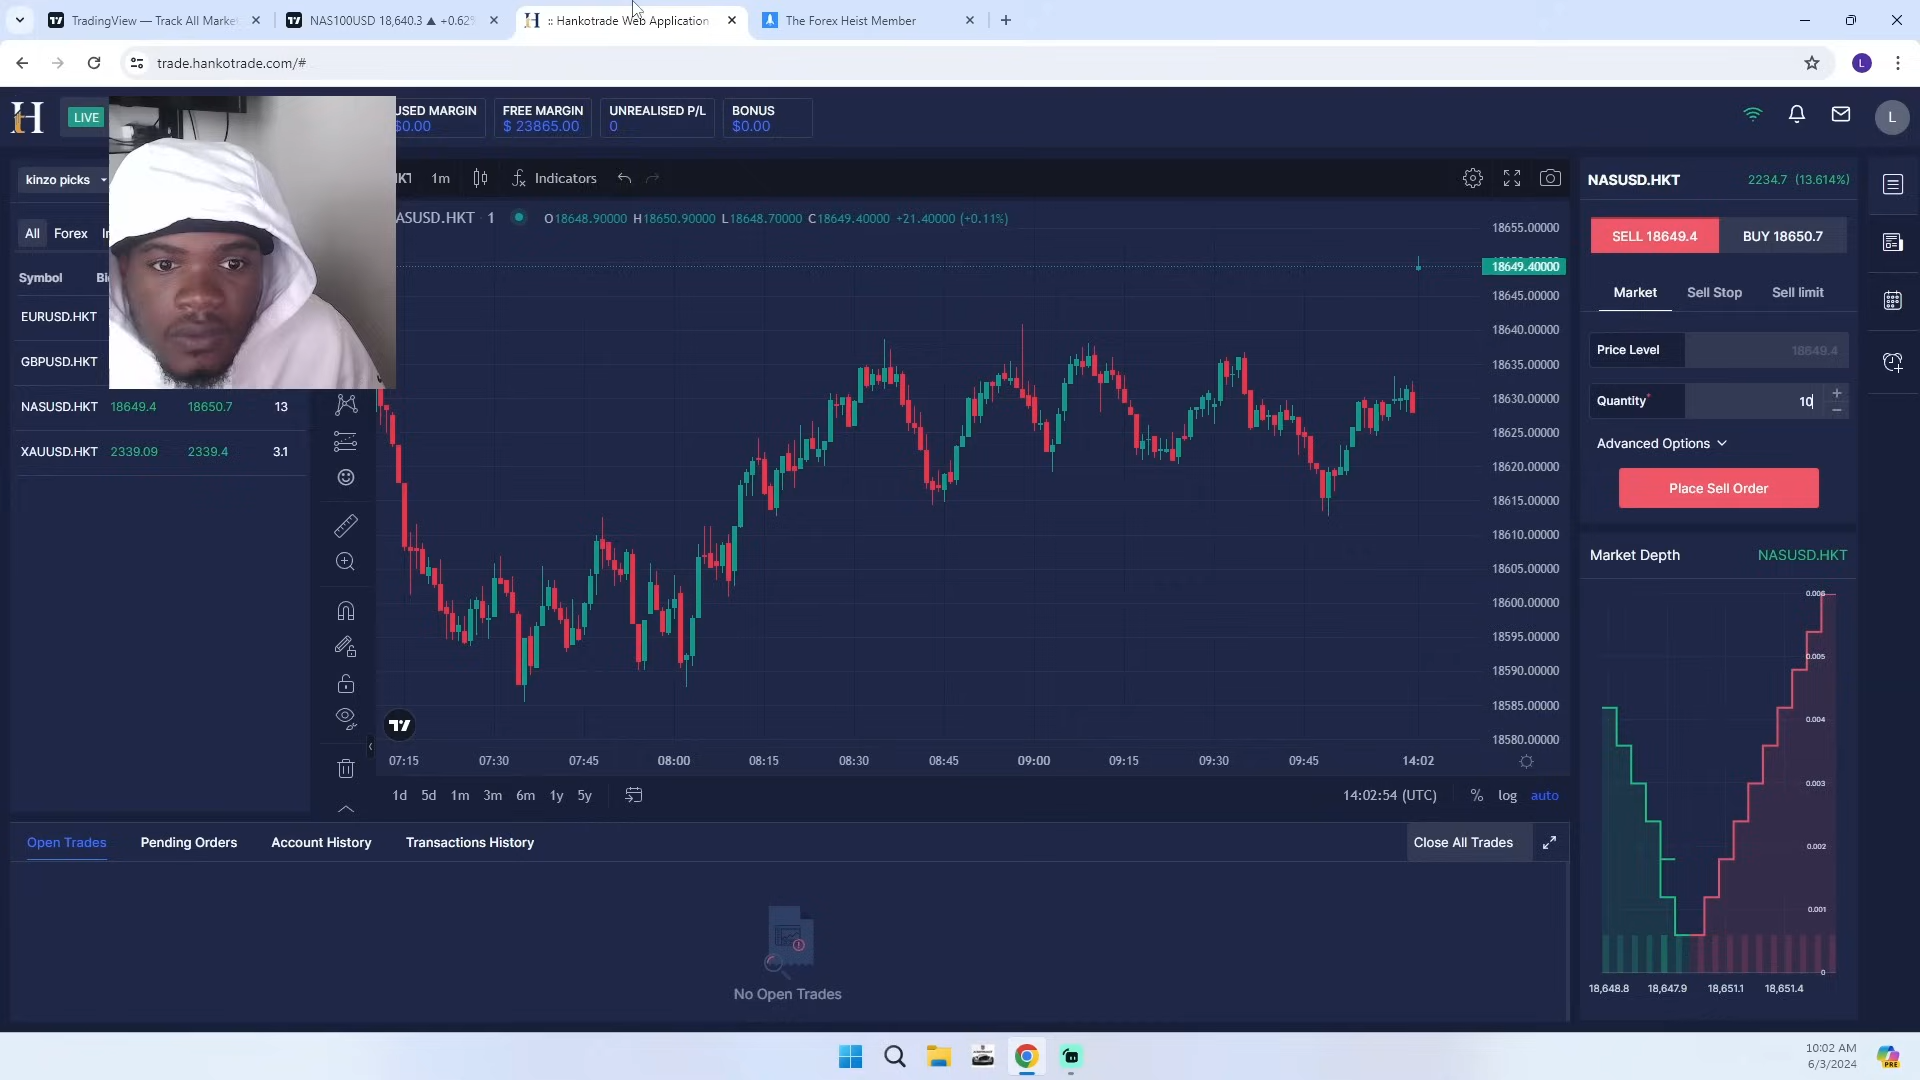 TradingView — Track All Market
NAS100USD 18,640.3 ▲ +0.62%
:: Hankotrade Web Application
The Forex Heist Member
trade.hankotrade.com/#
L
H
LIVE
USED MARGIN
$0.00
FREE MARGIN
$ 23865.00
UNREALISED P/L
0
BONUS
$0.00
L
kinzo picks
1m
Indicators
All
Forex
Symbol
EURUSD.HKT
GBPUSD.HKT
NASUSD.HKT 18649.4 18650.7 13
XAUUSD.HKT 2339.09 2339.4 3.1
ASUSD.HKT · 1
O18648.90000 H18650.90000 L18648.70000 C18649.40000 +21.40000 (+0.11%)
18655.00000
18649.40000
18645.00000
18640.00000
18635.00000
18630.00000
18625.00000
18620.00000
18615.00000
18610.00000
18605.00000
18600.00000
18595.00000
18590.00000
18585.00000
18580.00000
07:15 07:30 07:45 08:00 08:15 08:30 08:45 09:00 09:15 09:30 09:45 14:02
1d 5d 1m 3m 6m 1y 5y
14:02:54 (UTC) % log auto
NASUSD.HKT
2234.7 (13.614%)
SELL 18649.4
BUY 18650.7
Market
Sell Stop
Sell limit
Price Level
18649.4
Quantity*
10
Advanced Options
Place Sell Order
Market Depth
NASUSD.HKT
0.006
0.005
0.004
0.003
0.002
0.001
0
18,648.8 18,647.9 18,651.1 18,651.4
Open Trades
Pending Orders
Account History
Transactions History
Close All Trades
No Open Trades
10:02 AM
6/3/2024
PRE